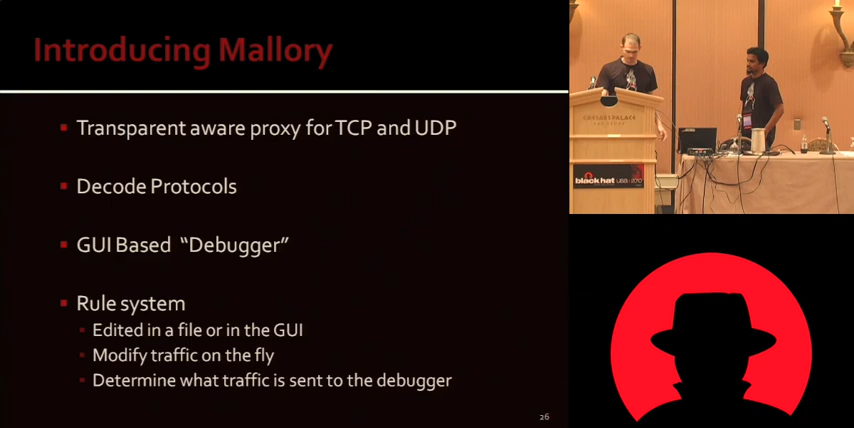 Introducing Mallory
Transparent aware proxy for TCP and UDP
Decode Protocols
GUI Based "Debugger"
Rule system
Edited in a file or in the GUI
Modify traffic on the fly
Determine what traffic is sent to the debugger
26
CAESARS PALACE
black hat USA 2010